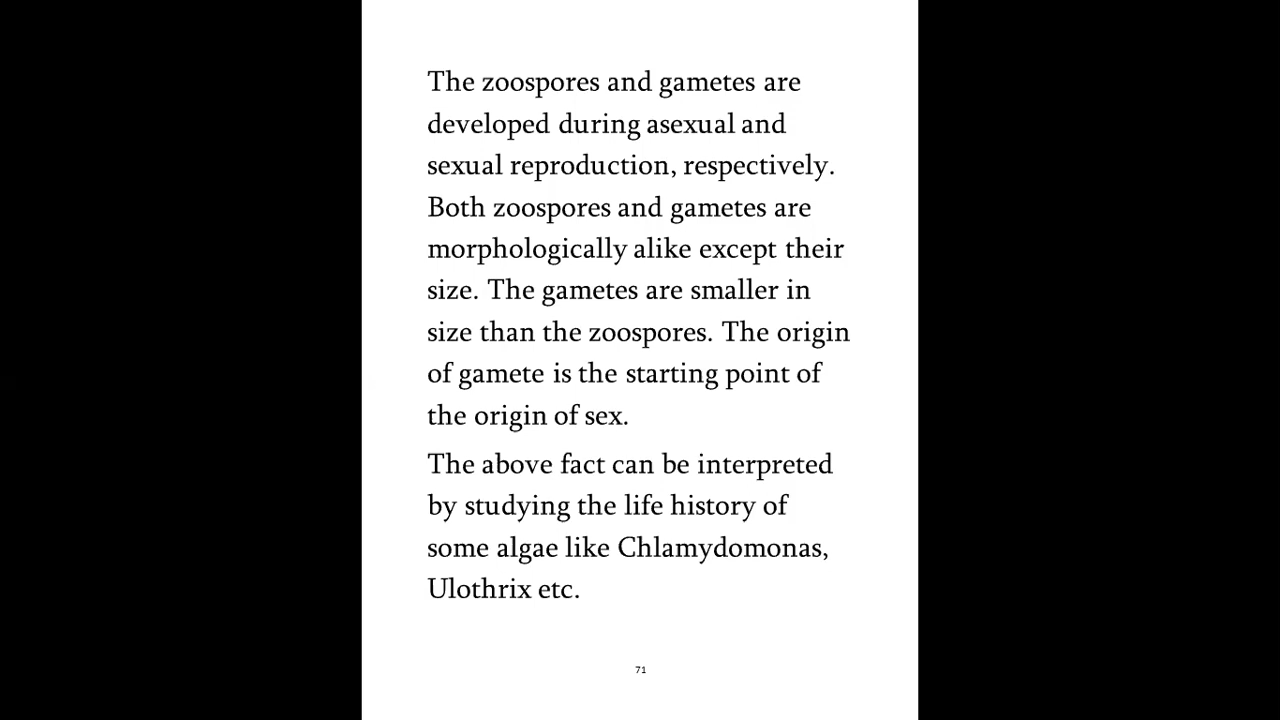 The zoospores and gametes are
developed during asexual and
sexual reproduction, respectively.
Both zoospores and gametes are
morphologically alike except their
size. The gametes are smaller in
size than the zoospores. The origin
of gamete is the starting point of
the origin of sex.
The above fact can be interpreted
by studying the life history of
some algae like Chlamydomonas,
Ulothrix etc.
71